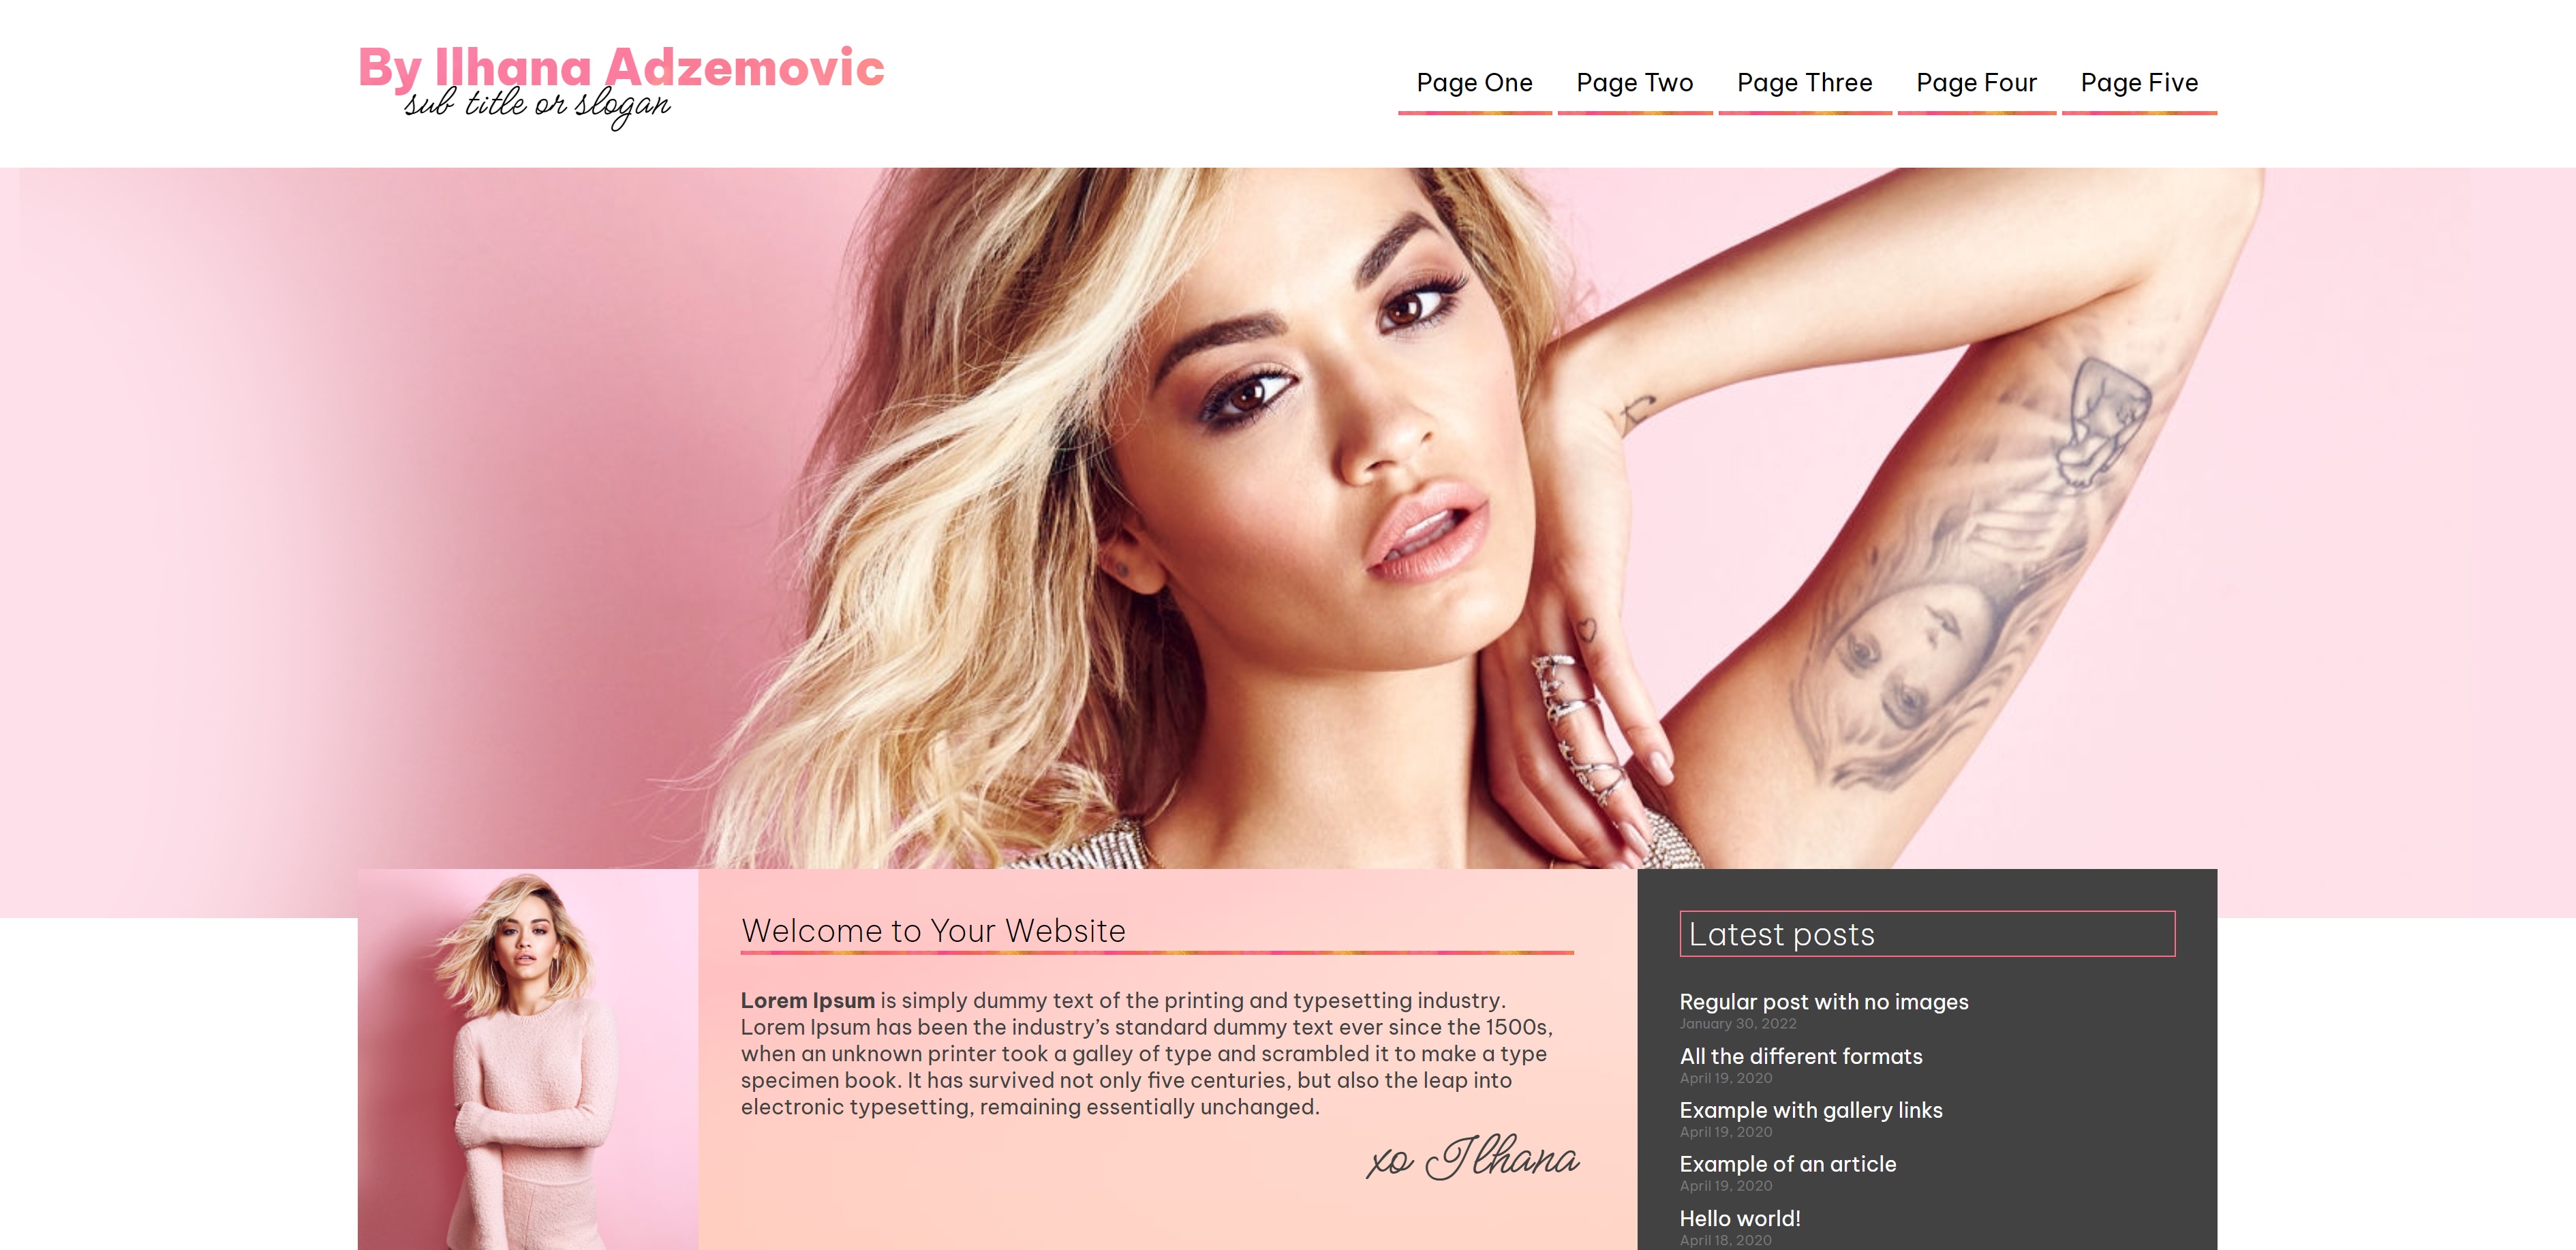 By Ilhana Adzemovic
sub title or slogan
Page One
Page Two
Page Three
Page Four
Page Five
Welcome to Your Website
Lorem Ipsum is simply dummy text of the printing and typesetting industry.
Lorem Ipsum has been the industry’s standard dummy text ever since the 1500s,
when an unknown printer took a galley of type and scrambled it to make a type
specimen book. It has survived not only five centuries, but also the leap into
electronic typesetting, remaining essentially unchanged.
xo Ilhana
Latest posts
Regular post with no images
January 30, 2022
All the different formats
April 19, 2020
Example with gallery links
April 19, 2020
Example of an article
April 19, 2020
Hello world!
April 18, 2020